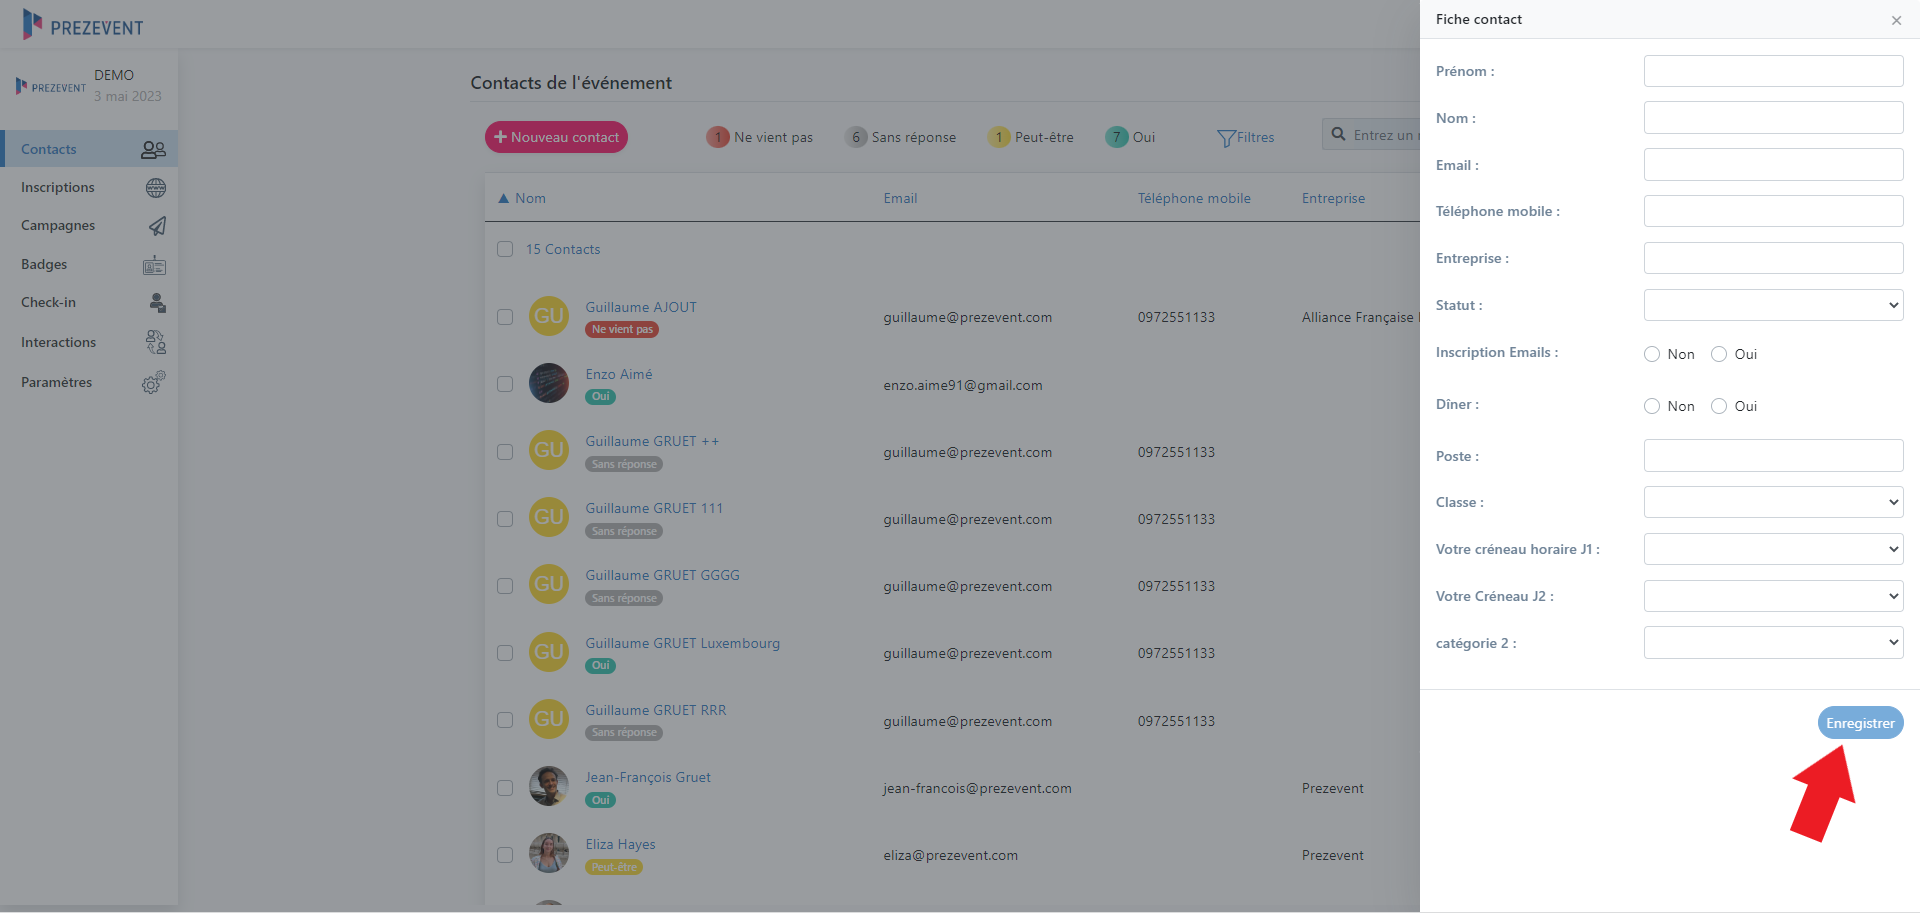 PREZEVENT
PREZEVENT
DEMO
3 mai 2023
Contacts
Inscriptions
Campagnes
Badges
Check-in
Interactions
Paramètres
Contacts de l'événement
Nouveau contact
1 Ne vient pas
6 Sans réponse
1 Peut-être
7 Oui
Filtres
Entrez un
Nom
Email
Téléphone mobile
Entreprise
15 Contacts
GU
Guillaume AJOUT
Ne vient pas
guillaume@prezevent.com
0972551133
Alliance Française
Enzo Aimé
Oui
enzo.aime91@gmail.com
GU
Guillaume GRUET ++
Sans réponse
guillaume@prezevent.com
0972551133
GU
Guillaume GRUET 111
Sans réponse
guillaume@prezevent.com
0972551133
GU
Guillaume GRUET GGGG
Sans réponse
guillaume@prezevent.com
0972551133
GU
Guillaume GRUET Luxembourg
Oui
guillaume@prezevent.com
0972551133
GU
Guillaume GRUET RRR
Sans réponse
guillaume@prezevent.com
0972551133
Jean-François Gruet
Oui
jean-francois@prezevent.com
Prezevent
Eliza Hayes
Peut-être
eliza@prezevent.com
Prezevent
Fiche contact
×
Prénom :
Nom :
Email :
Téléphone mobile :
Entreprise :
Statut :
Inscription Emails :
Non
Oui
Dîner :
Non
Oui
Poste :
Classe :
Votre créneau horaire J1 :
Votre Créneau J2 :
catégorie 2 :
Enregistrer